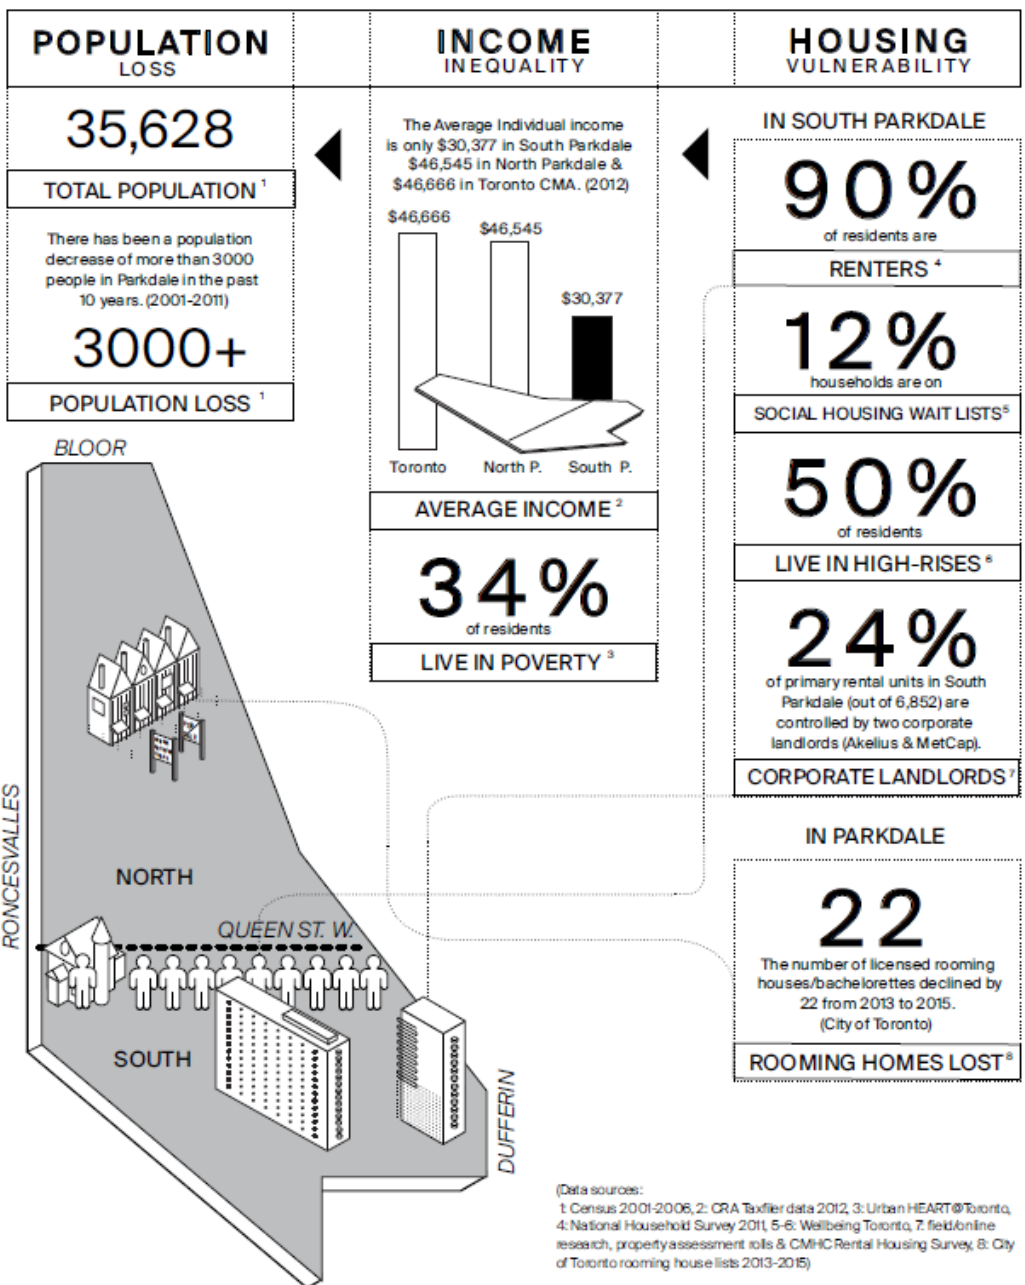 POPULATION
LOSS
35,628
TOTAL POPULATION 1
There has been a population
decrease of more than 3000
people in Parkdale in the past
10 years. (2001-2011)
3000+
POPULATION LOSS 1
INCOME
INEQUALITY
The Average Individual income
is only $30,377 in South Parkdale
$46,545 in North Parkdale &
$46,666 in Toronto CMA. (2012)
$46,666
$46,545
$30,377
Toronto North P. South P.
AVERAGE INCOME 2
34%
of residents
LIVE IN POVERTY 3
HOUSING
VULNERABILITY
IN SOUTH PARKDALE
90%
of residents are
RENTERS 4
12%
households are on
SOCIAL HOUSING WAIT LISTS 5
50%
of residents
LIVE IN HIGH-RISES 6
24%
of primary rental units in South
Parkdale (out of 6,852) are
controlled by two corporate
landlords (Akelius & MetCap).
CORPORATE LANDLORDS 7
IN PARKDALE
22
The number of licensed rooming
houses/bachelorettes declined by
22 from 2013 to 2015.
(City of Toronto)
ROOMING HOMES LOST 8
BLOOR
RONCESVALLES
NORTH
QUEEN ST. W.
SOUTH
DUFFERIN
(Data sources:
1: Census 2001-2006, 2: CRA Taxfiler data 2012, 3: Urban HEART@Toronto,
4: National Household Survey 2011, 5-6: Wellbeing Toronto, 7: field/online
research, property assessment rolls & CMHC Rental Housing Survey, 8: City
of Toronto rooming house lists 2013-2015)